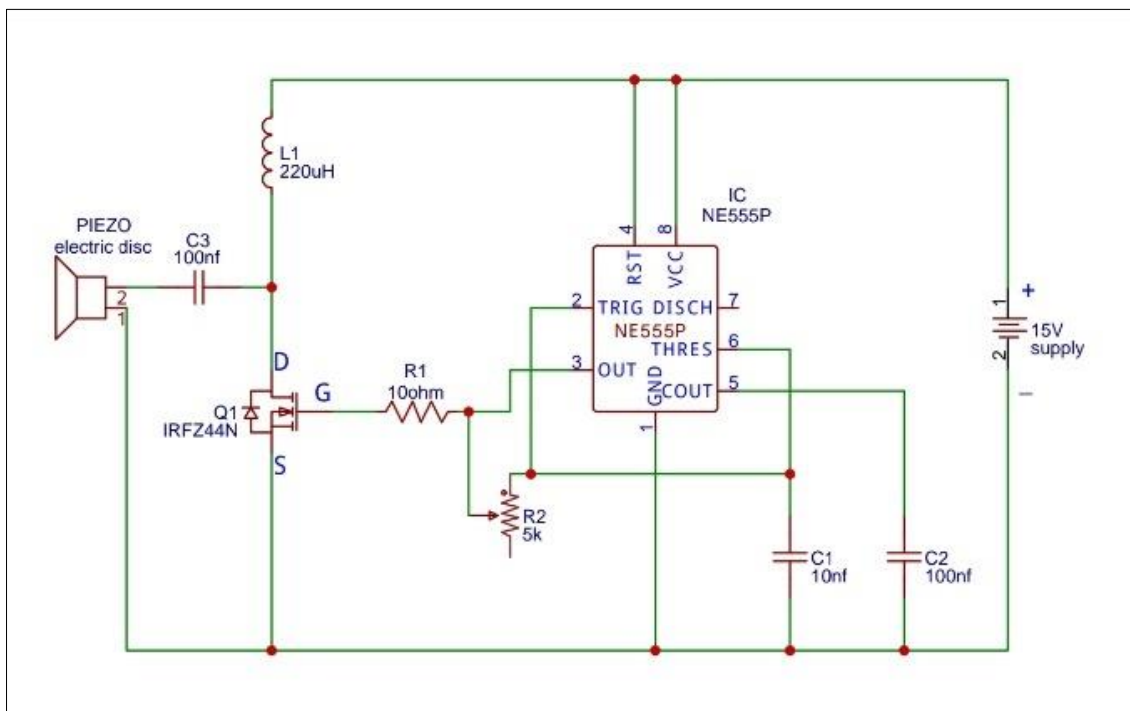 L1
220uH
PIEZO
electric disc
C3
100nf
2
1
D
G
Q1
IRFZ44N
S
R1
10ohm
R2
5k
IC
NE555P
4
8
RST
VCC
2
TRIG
DISCH
7
NE555P
THRES
6
3
OUT
GND
COUT
5
1
C1
10nf
C2
100nf
1
+
15V
supply
2
–